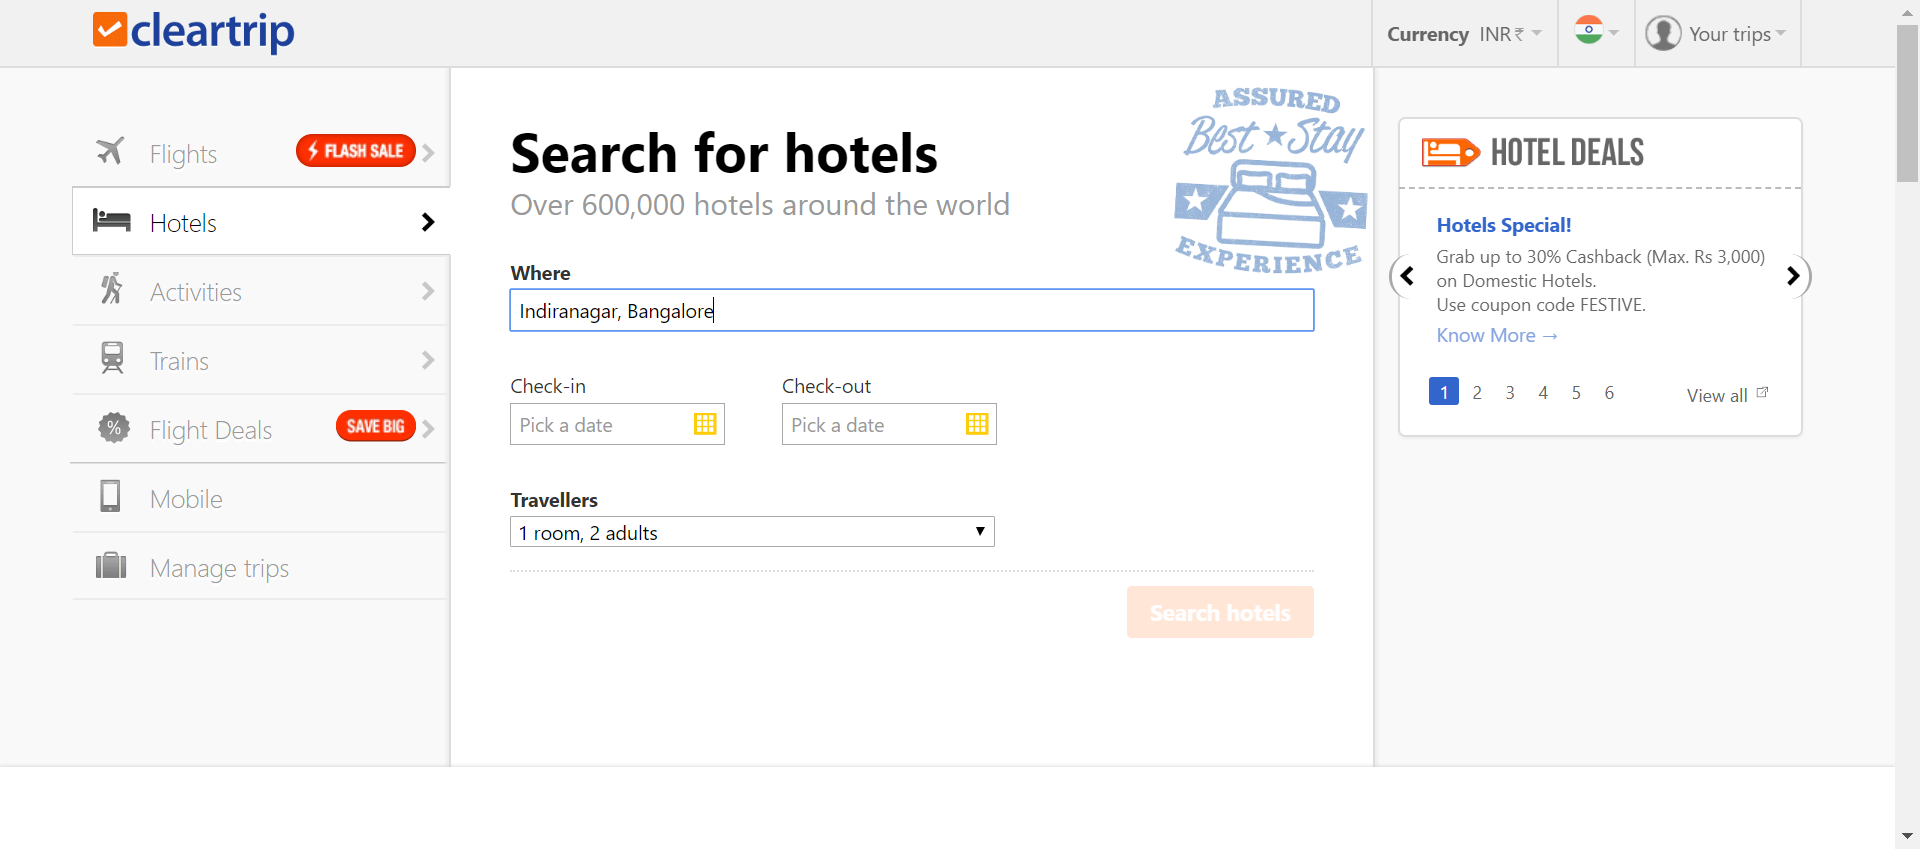 cleartrip
Currency INR ₹
Your trips
Flights
FLASH SALE
Hotels
Activities
Trains
Flight Deals
%
SAVE BIG
Mobile
Manage trips
Search for hotels
Over 600,000 hotels around the world
ASSURED
Best Stay
EXPERIENCE
Where
Indiranagar, Bangalore
Check-in
Check-out
Pick a date
Pick a date
Travellers
1 room, 2 adults
Search hotels
HOTEL DEALS
Hotels Special!
Grab up to 30% Cashback (Max. Rs 3,000)
on Domestic Hotels.
Use coupon code FESTIVE.
Know More →
1 2 3 4 5 6
View all